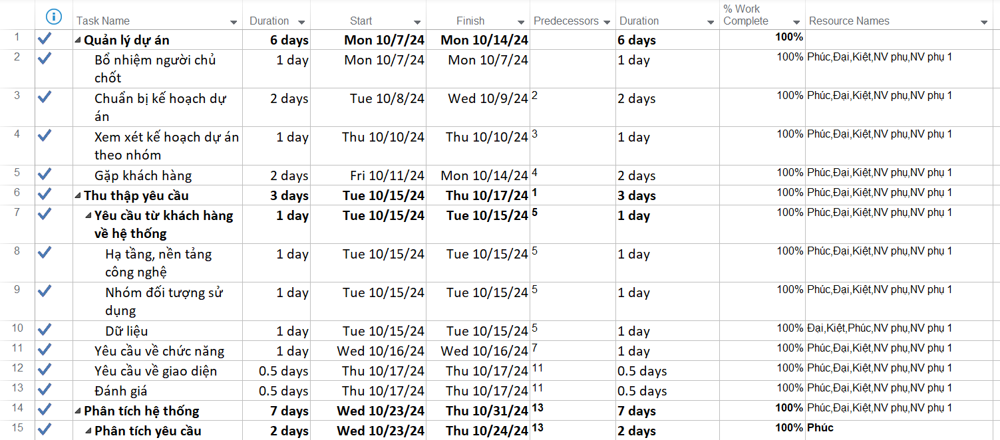 Task Name Duration Start Finish Predecessors Duration % Work Complete Resource Names
1 Quản lý dự án 6 days Mon 10/7/24 Mon 10/14/24 6 days 100%
2 Bổ nhiệm người chủ chốt 1 day Mon 10/7/24 Mon 10/7/24 1 day 100% Phúc,Đại,Kiệt,NV phụ,NV phụ 1
3 Chuẩn bị kế hoạch dự án 2 days Tue 10/8/24 Wed 10/9/24 2 2 days 100% Phúc,Đại,Kiệt,NV phụ,NV phụ 1
4 Xem xét kế hoạch dự án theo nhóm 1 day Thu 10/10/24 Thu 10/10/24 3 1 day 100% Phúc,Đại,Kiệt,NV phụ,NV phụ 1
5 Gặp khách hàng 2 days Fri 10/11/24 Mon 10/14/24 4 2 days 100% Phúc,Đại,Kiệt,NV phụ,NV phụ 1
6 Thu thập yêu cầu 3 days Tue 10/15/24 Thu 10/17/24 1 3 days 100% Phúc,Đại,Kiệt,NV phụ,NV phụ 1
7 Yêu cầu từ khách hàng về hệ thống 1 day Tue 10/15/24 Tue 10/15/24 5 1 day 100% Phúc,Đại,Kiệt,NV phụ,NV phụ 1
8 Hạ tầng, nền tảng công nghệ 1 day Tue 10/15/24 Tue 10/15/24 5 1 day 100% Phúc,Đại,Kiệt,NV phụ,NV phụ 1
9 Nhóm đối tượng sử dụng 1 day Tue 10/15/24 Tue 10/15/24 5 1 day 100% Phúc,Đại,Kiệt,NV phụ,NV phụ 1
10 Dữ liệu 1 day Tue 10/15/24 Tue 10/15/24 5 1 day 100% Đại,Kiệt,Phúc,NV phụ,NV phụ 1
11 Yêu cầu về chức năng 1 day Wed 10/16/24 Wed 10/16/24 7 1 day 100% Phúc,Đại,Kiệt,NV phụ,NV phụ 1
12 Yêu cầu về giao diện 0.5 days Thu 10/17/24 Thu 10/17/24 11 0.5 days 100% Phúc,Đại,Kiệt,NV phụ,NV phụ 1
13 Đánh giá 0.5 days Thu 10/17/24 Thu 10/17/24 11 0.5 days 100% Phúc,Đại,Kiệt,NV phụ,NV phụ 1
14 Phân tích hệ thống 7 days Wed 10/23/24 Thu 10/31/24 13 7 days 100% Phúc,Đại,Kiệt,NV phụ,NV phụ 1
15 Phân tích yêu cầu 2 days Wed 10/23/24 Thu 10/24/24 13 2 days 100% Phúc